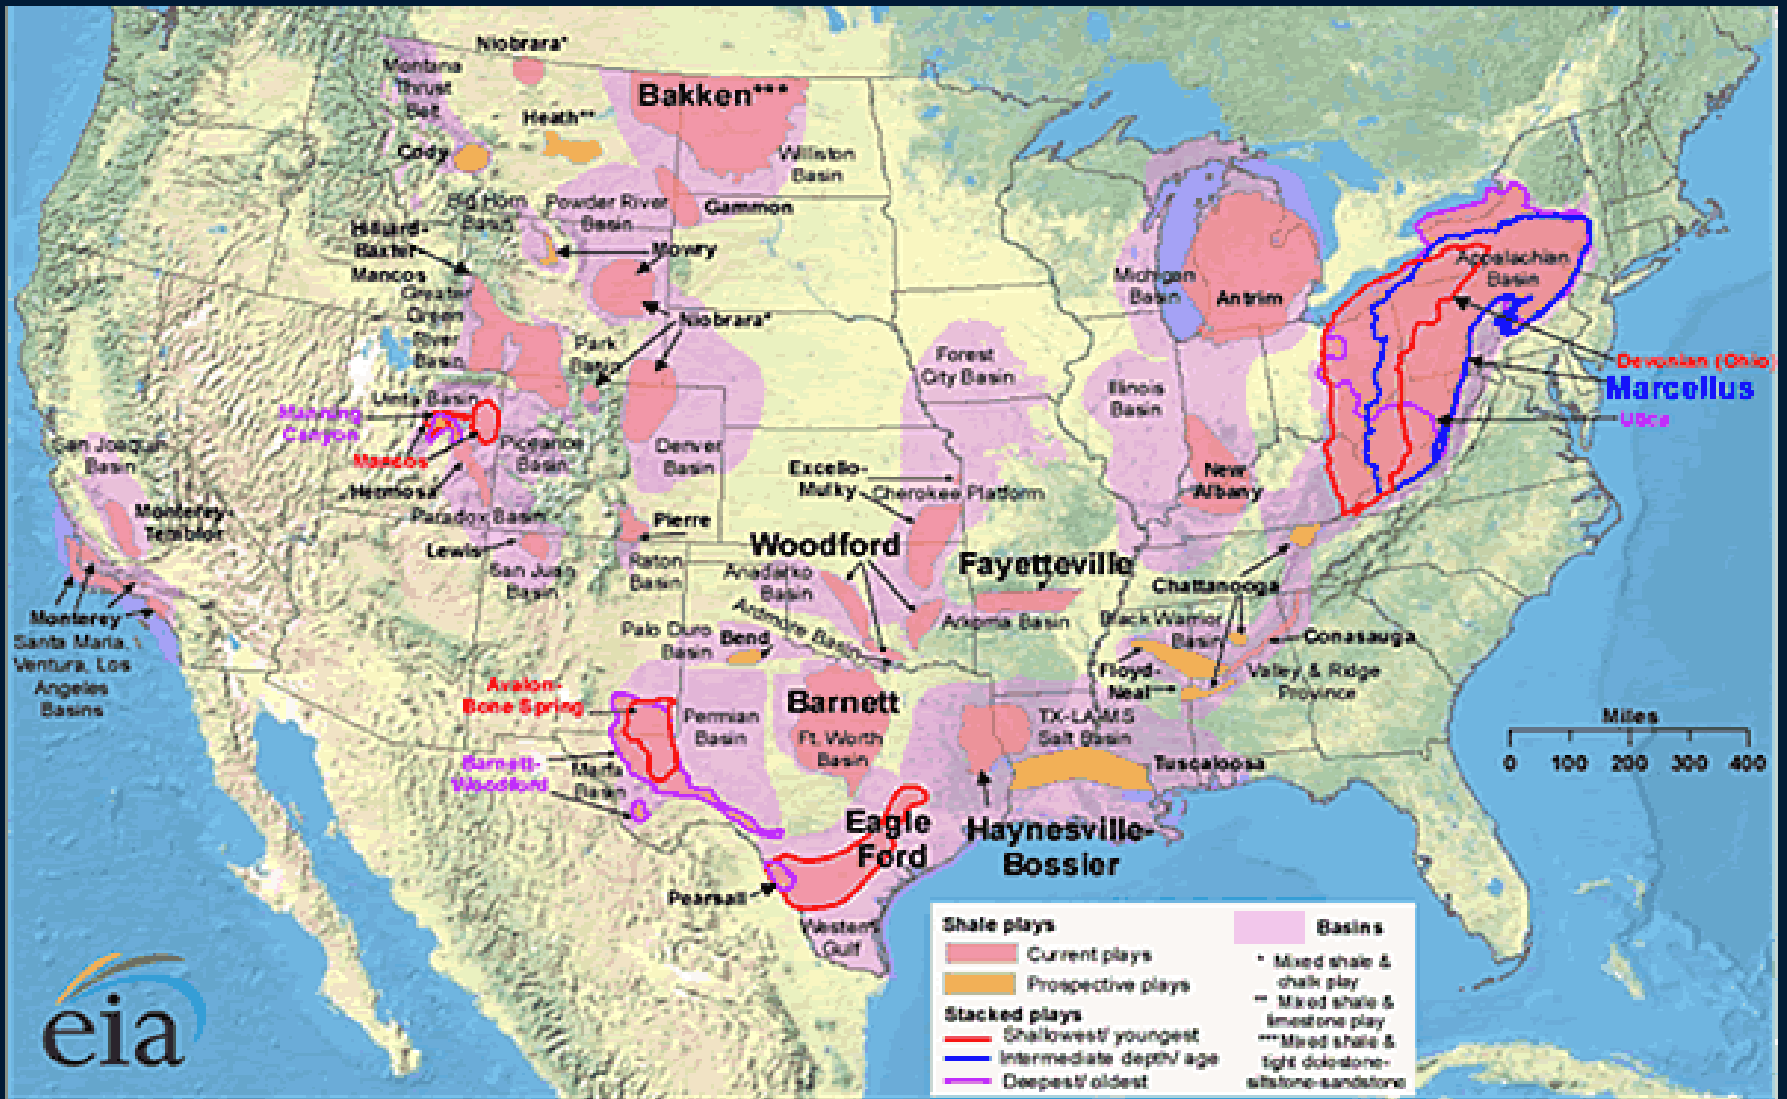 Niobrara*
Montana
Thrust
Belt
Bakken***
Heath**
Cody
Williston
Basin
Big Horn
Basin
Powder River
Basin
Gammon
Hilliard-
Baxter-
Mancos
Mowry
Greater
Green
River
Basin
Niobrara*
Park
Basin
Michigan
Basin
Antrim
Appalachian
Basin
Forest
City Basin
Illinois
Basin
Devonian (Ohio)
Marcellus
Utica
Uinta Basin
Manning
Canyon
Mancos
Piceance
Basin
Denver
Basin
San Joaquin
Basin
Hermosa
Excello-
Mulky
Cherokee Platform
New
Albany
Monterey-
Temblor
Paradox Basin
Pierre
Lewis
San Juan
Basin
Raton
Basin
Woodford
Anadarko
Basin
Fayetteville
Chattanooga
Monterey
Santa Maria,
Ventura, Los
Angeles
Basins
Palo Duro
Basin
Bend
Ardmore Basin
Arkoma Basin
Black Warrior
Basin
Conasauga
Floyd-
Neal
Valley & Ridge
Province
Avalon-
Bone Spring
Permian
Basin
Barnett
Ft. Worth
Basin
TX-LA-MS
Salt Basin
Tuscaloosa
Barnett-
Woodford
Marfa
Basin
Eagle
Ford
Haynesville-
Bossier
Pearsall
Western
Gulf
Miles
0 100 200 300 400
Shale plays
Current plays
Prospective plays
Stacked plays
Shallowest/ youngest
Intermediate depth/ age
Deepest/ oldest
Basins
* Mixed shale &
chalk play
** Mixed shale &
limestone play
***Mixed shale &
tight dolostone-
siltstone-sandstone
eia